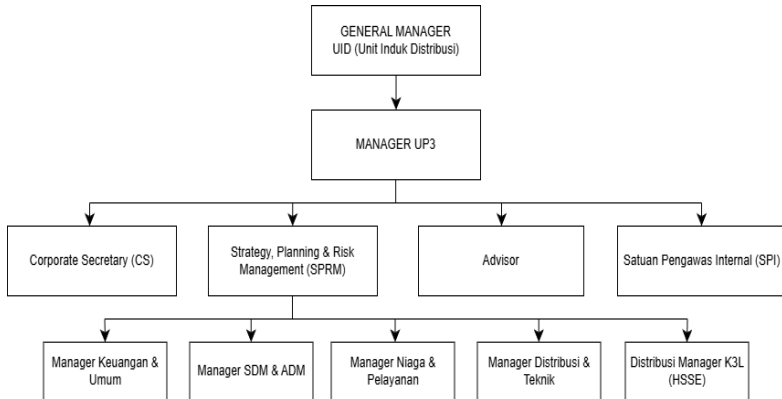 GENERAL MANAGER
UID (Unit Induk Distribusi)
MANAGER UP3
Corporate Secretary (CS)
Strategy, Planning & Risk
Management (SPRM)
Advisor
Satuan Pengawas Internal (SPI)
Manager Keuangan &
Umum
Manager SDM & ADM
Manager Niaga &
Pelayanan
Manager Distribusi &
Teknik
Distribusi Manager K3L
(HSSE)